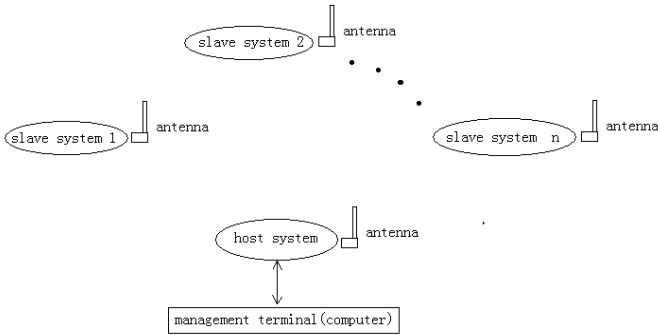 slave system 2
antenna
slave system 1
antenna
slave system n
antenna
host system
antenna
management terminal(computer)